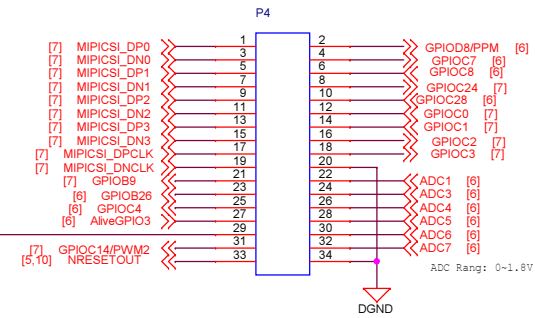 P4
[7] MIPICSI_DP0 1 2 GPIOD8/PPM [6]
[7] MIPICSI_DN0 3 4 GPIOC7 [6]
[7] MIPICSI_DP1 5 6 GPIOC8 [6]
[7] MIPICSI_DN1 7 8 GPIOC24 [7]
[7] MIPICSI_DP2 9 10 GPIOC28 [6]
[7] MIPICSI_DN2 11 12 GPIOC0 [7]
[7] MIPICSI_DP3 13 14 GPIOC1 [7]
[7] MIPICSI_DN3 15 16 GPIOC2 [7]
[7] MIPICSI_DPCLK 17 18 GPIOC3 [7]
[7] MIPICSI_DNCLK 19 20
[7] GPIOB9 21 22 ADC1 [6]
[6] GPIOB26 23 24 ADC3 [6]
[6] GPIOC4 25 26 ADC4 [6]
[6] AliveGPIO3 27 28 ADC5 [6]
29 30 ADC6 [6]
[7] GPIOC14/PWM2 31 32 ADC7 [6]
[5,10] NRESETOUT 33 34
ADC Rang: 0~1.8V
DGND